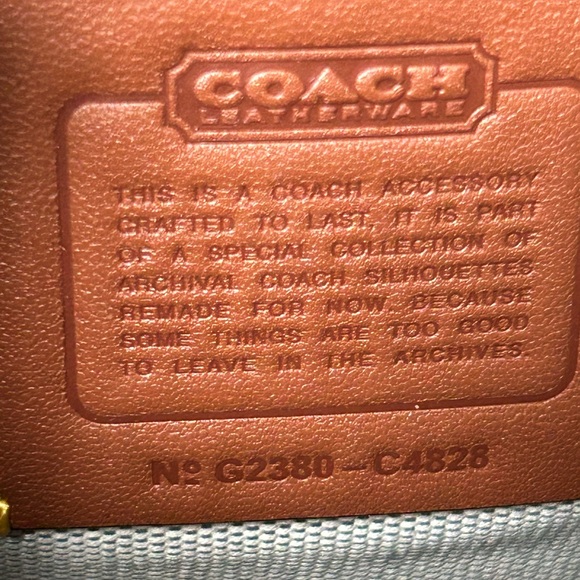 COACH
LEATHERWARE
THIS IS A COACH ACCESSORY
CRAFTED TO LAST, IT IS PART
OF A SPECIAL COLLECTION OF
ARCHIVAL COACH SILHOUETTES
REMADE FOR NOW. BECAUSE
SOME THINGS ARE TOO GOOD
TO LEAVE IN THE ARCHIVES.
Nº G2380-C4828